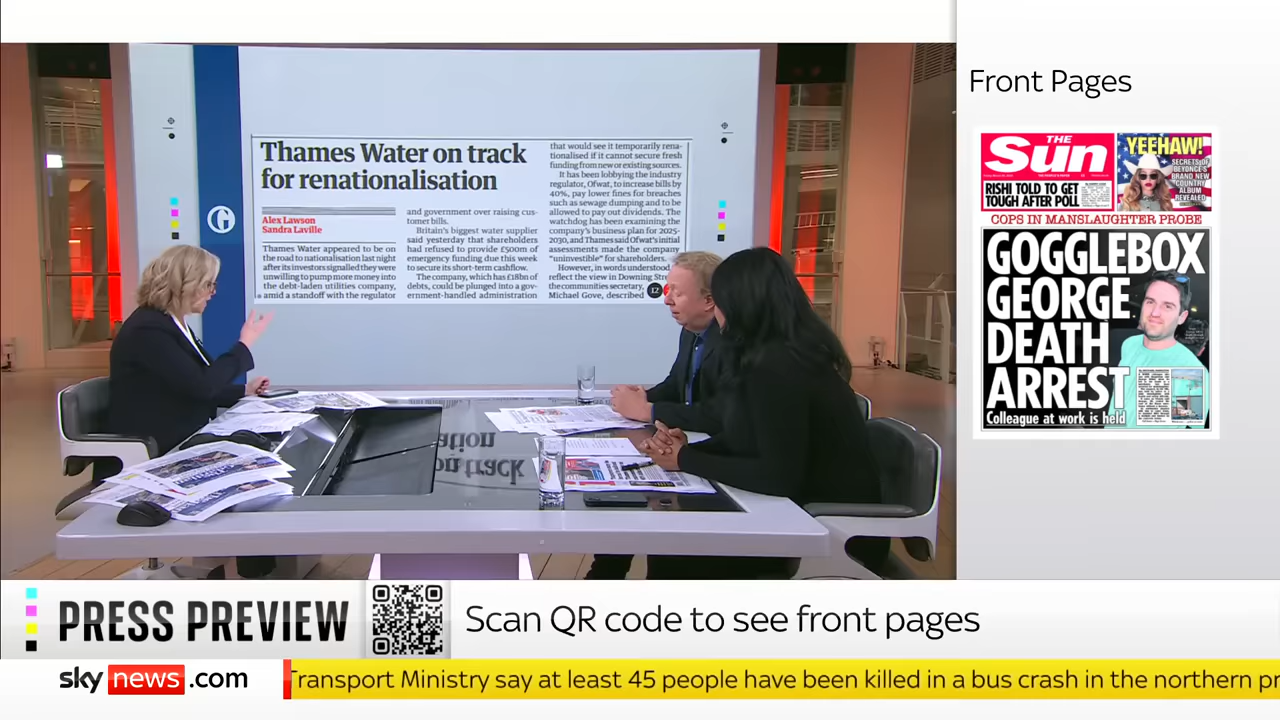 Front Pages
Thames Water on track
for renationalisation
Alex Lawson
Sandra Laville
Thames Water appeared to be on
the road to nationalisation last night
after its investors signalled they were
unwilling to pump more money into
the debt-laden utilities company,
amid a standoff with the regulator
and government over raising cus-
tomer bills.
Britain's biggest water supplier
said yesterday that shareholders
had refused to provide £500m of
emergency funding due this week
to secure its short-term cashflow.
The company, which has £18bn of
debts, could be plunged into a gov-
ernment-handled administration
that would see it temporarily rena-
tionalised if it cannot secure fresh
funding from new or existing sources.
It has been lobbying the industry
regulator, Ofwat, to increase bills by
40%, pay lower fines for breaches
such as sewage dumping and to be
allowed to pay out dividends. The
watchdog has been examining the
company's business plan for 2025-
2030, and Thames said Ofwat's initial
assessments made the company
"uninvestible" for shareholders.
However, in words understood
reflect the view in Downing Stre
the communities secretary,
Michael Gove, described
12
G
ation
on track
THE
Sun
RISHI TOLD TO GET
TOUGH AFTER POLL
YEEHAW!
SECRETS OF
BEYONCE'S
BRAND NEW
COUNTRY
ALBUM
REVEALED
COPS IN MANSLAUGHTER PROBE
GOGGLEBOX
GEORGE
DEATH
ARREST
Colleague at work is held
PRESS PREVIEW
Scan QR code to see front pages
sky news.com
Transport Ministry say at least 45 people have been killed in a bus crash in the northern pr